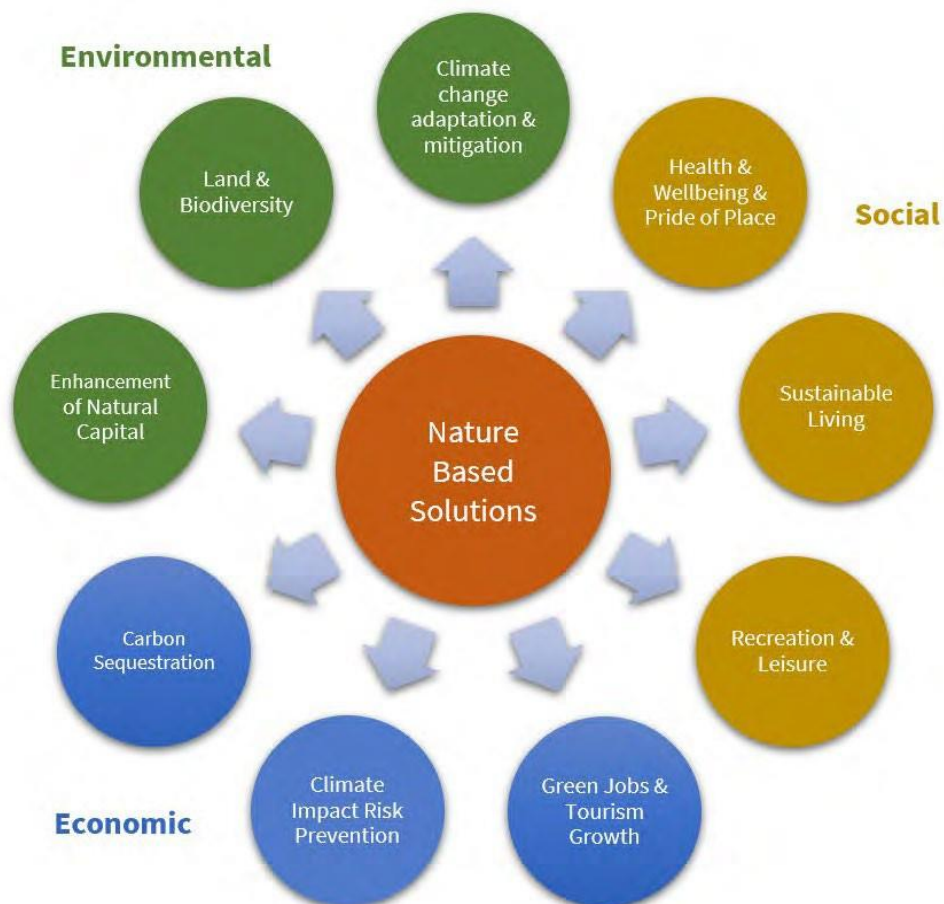 Environmental
Climate
change
adaptation &
mitigation
Land &
Biodiversity
Health &
Wellbeing &
Pride of Place
Social
Enhancement
of Natural
Capital
Nature
Based
Solutions
Sustainable
Living
Carbon
Sequestration
Recreation &
Leisure
Economic
Climate
Impact Risk
Prevention
Green Jobs &
Tourism
Growth